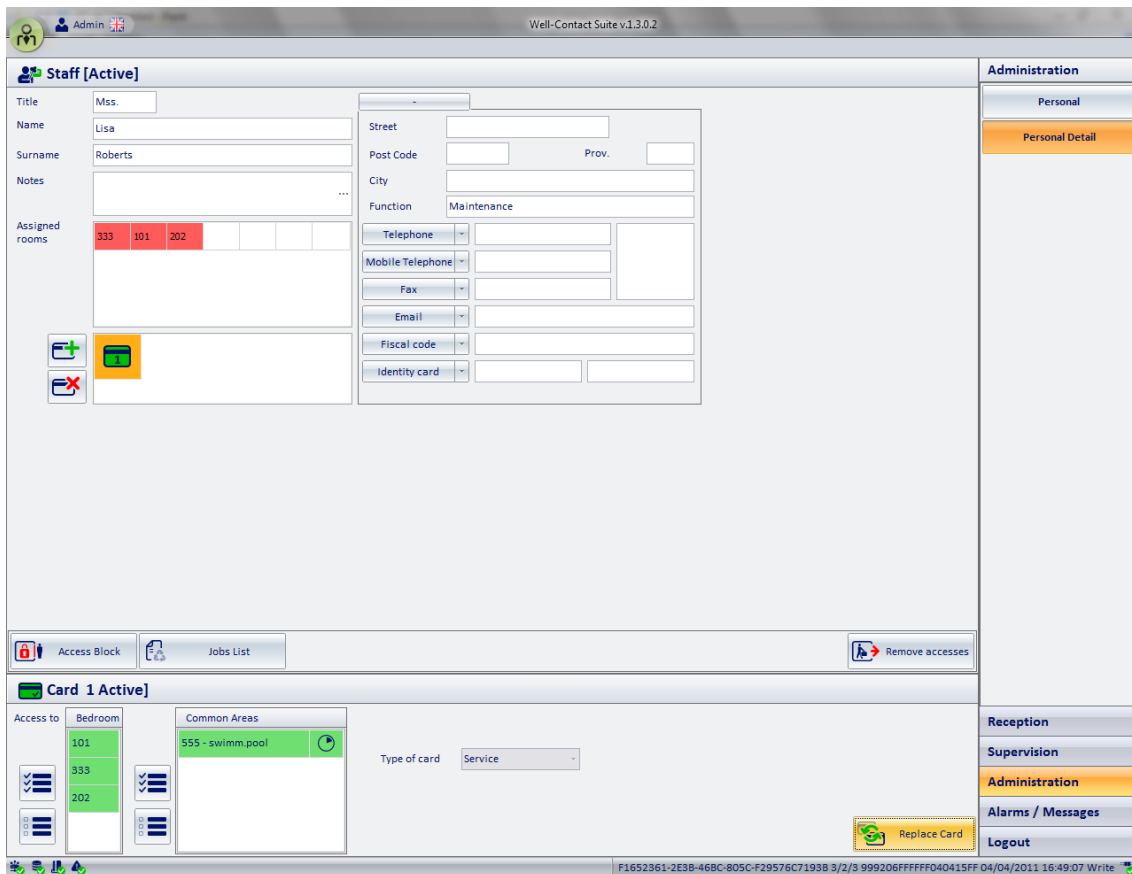 Admin
Well-Contact Suite v.1.3.0.2
Staff [Active]
Title Mss.
Name Lisa
Surname Roberts
Notes ...
Assigned rooms
333 101 202
1
-
Street
Post Code Prov.
City
Function Maintenance
Telephone
Mobile Telephone
Fax
Email
Fiscal code
Identity card
Access Block
Jobs List
Remove accesses
Card 1 Active]
Access to
Bedroom
101
333
202
Common Areas
555 - swimm.pool
Type of card Service
Replace Card
Administration
Personal
Personal Detail
Reception
Supervision
Administration
Alarms / Messages
Logout
F1652361-2E3B-46BC-805C-F29576C7193B 3/2/3 999206FFFFFF040415FF 04/04/2011 16:49:07 Write